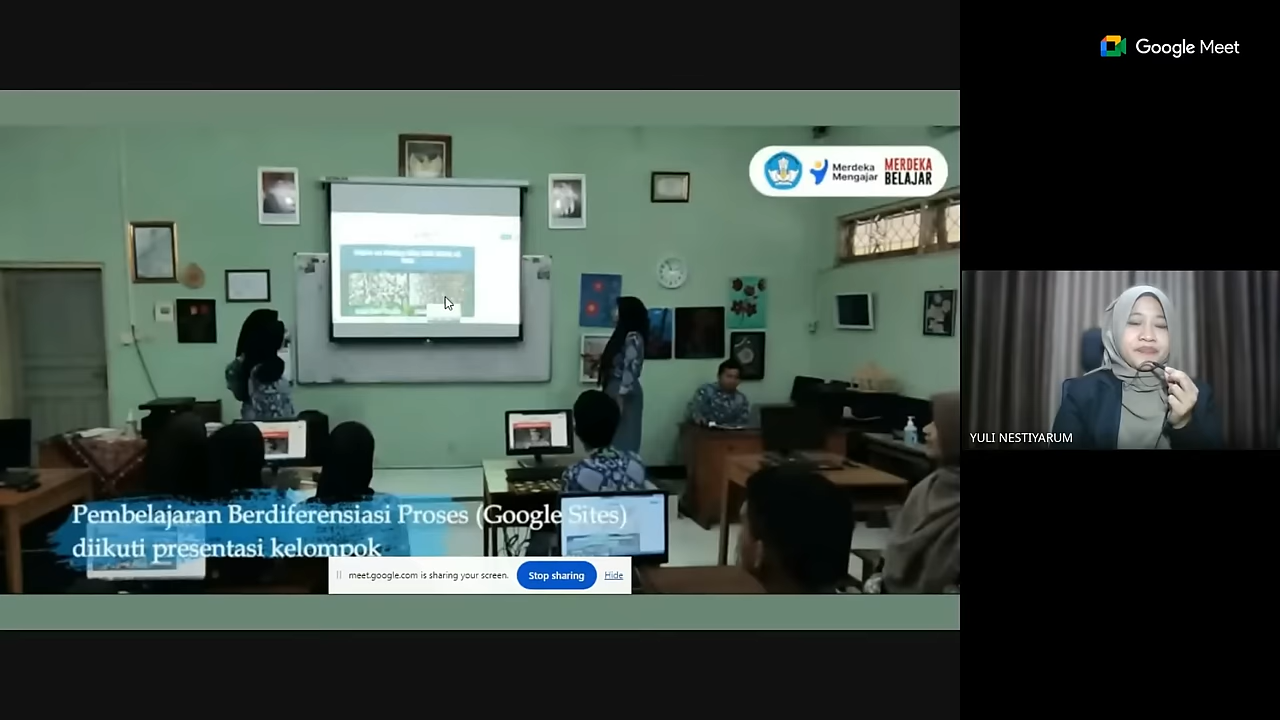 Google Meet
Merdeka
Mengajar
MERDEKA
BELAJAR
YULI NESTIYARUM
Pembelajaran Berdiferensiasi Proses (Google Sites)
diikuti presentasi kelompok
meet.google.com is sharing your screen.
Stop sharing
Hide